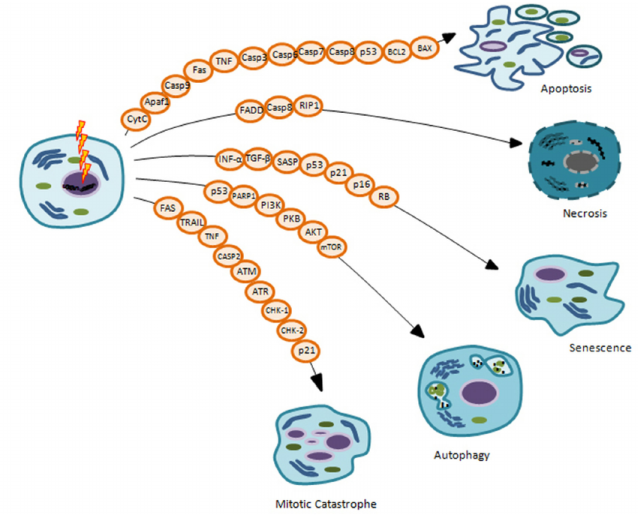 CytC
Apaf1
Casp9
Fas
TNF
Casp3
Casp6
Casp7
Casp8
p53
BCL2
BAX
Apoptosis
FADD
Casp8
RIP1
Necrosis
INF-α
TGF-β
SASP
p53
p21
p16
RB
Senescence
p53
PARP1
PI3K
PKB
AKT
mTOR
Autophagy
FAS
TRAIL
TNF
CASP2
ATM
ATR
CHK-1
CHK-2
p21
Mitotic Catastrophe